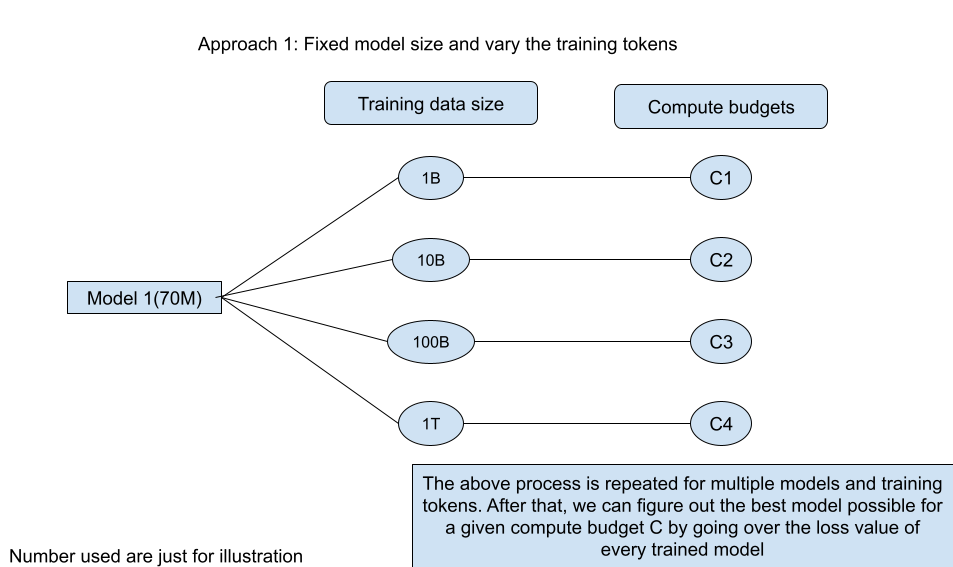 Approach 1: Fixed model size and vary the training tokens
Training data size
Compute budgets
1B
C1
10B
C2
Model 1(70M)
100B
C3
1T
C4
The above process is repeated for multiple models and training
tokens. After that, we can figure out the best model possible for
a given compute budget C by going over the loss value of
every trained model
Number used are just for illustration